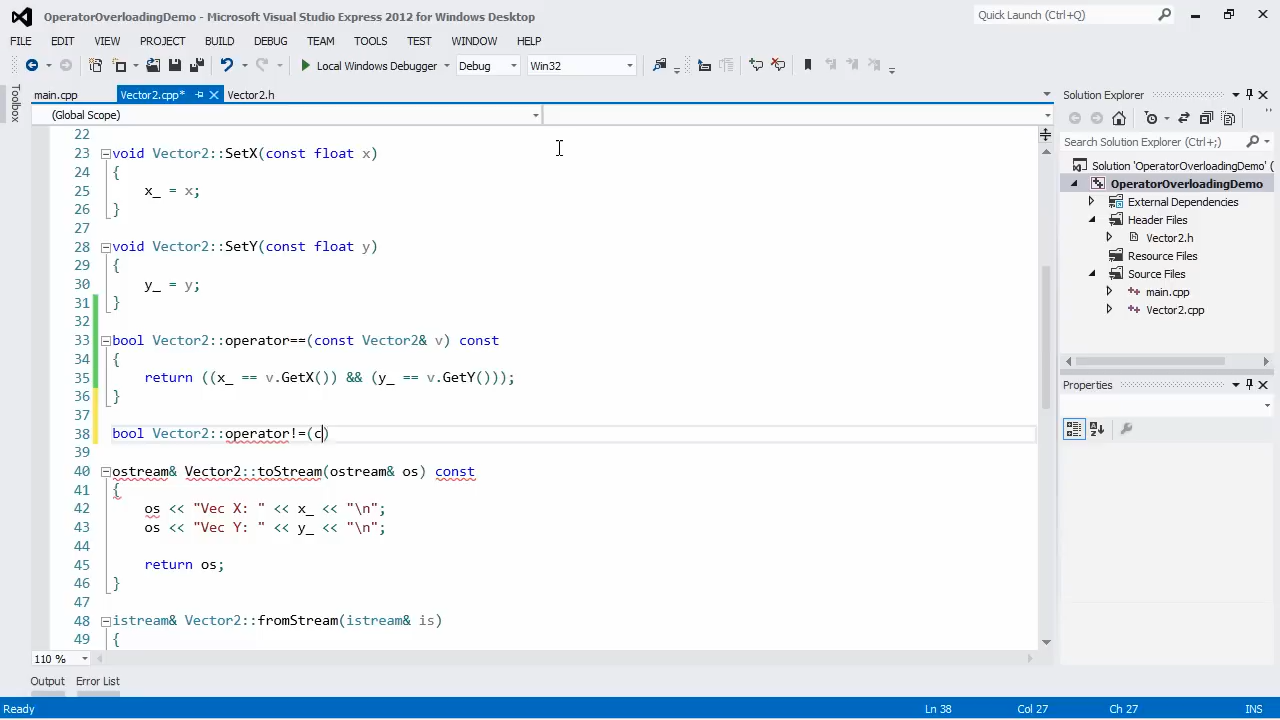 OperatorOverloadingDemo - Microsoft Visual Studio Express 2012 for Windows Desktop
Quick Launch (Ctrl+Q)
FILE EDIT VIEW PROJECT BUILD DEBUG TEAM TOOLS TEST WINDOW HELP
Local Windows Debugger Debug Win32
Toolbox
main.cpp Vector2.cpp* Vector2.h
(Global Scope)
22
23 void Vector2::SetX(const float x)
24 {
25 x_ = x;
26 }
27
28 void Vector2::SetY(const float y)
29 {
30 y_ = y;
31 }
32
33 bool Vector2::operator==(const Vector2& v) const
34 {
35 return ((x_ == v.GetX()) && (y_ == v.GetY()));
36 }
37
38 bool Vector2::operator!=(c)
39
40 ostream& Vector2::toStream(ostream& os) const
41 {
42 os << "Vec X: " << x_ << "\n";
43 os << "Vec Y: " << y_ << "\n";
44
45 return os;
46 }
47
48 istream& Vector2::fromStream(istream& is)
49 {
110 %
Solution Explorer
Search Solution Explorer (Ctrl+;)
Solution 'OperatorOverloadingDemo' (
OperatorOverloadingDemo
External Dependencies
Header Files
Vector2.h
Resource Files
Source Files
main.cpp
Vector2.cpp
Properties
Output Error List
Ready Ln 38 Col 27 Ch 27 INS